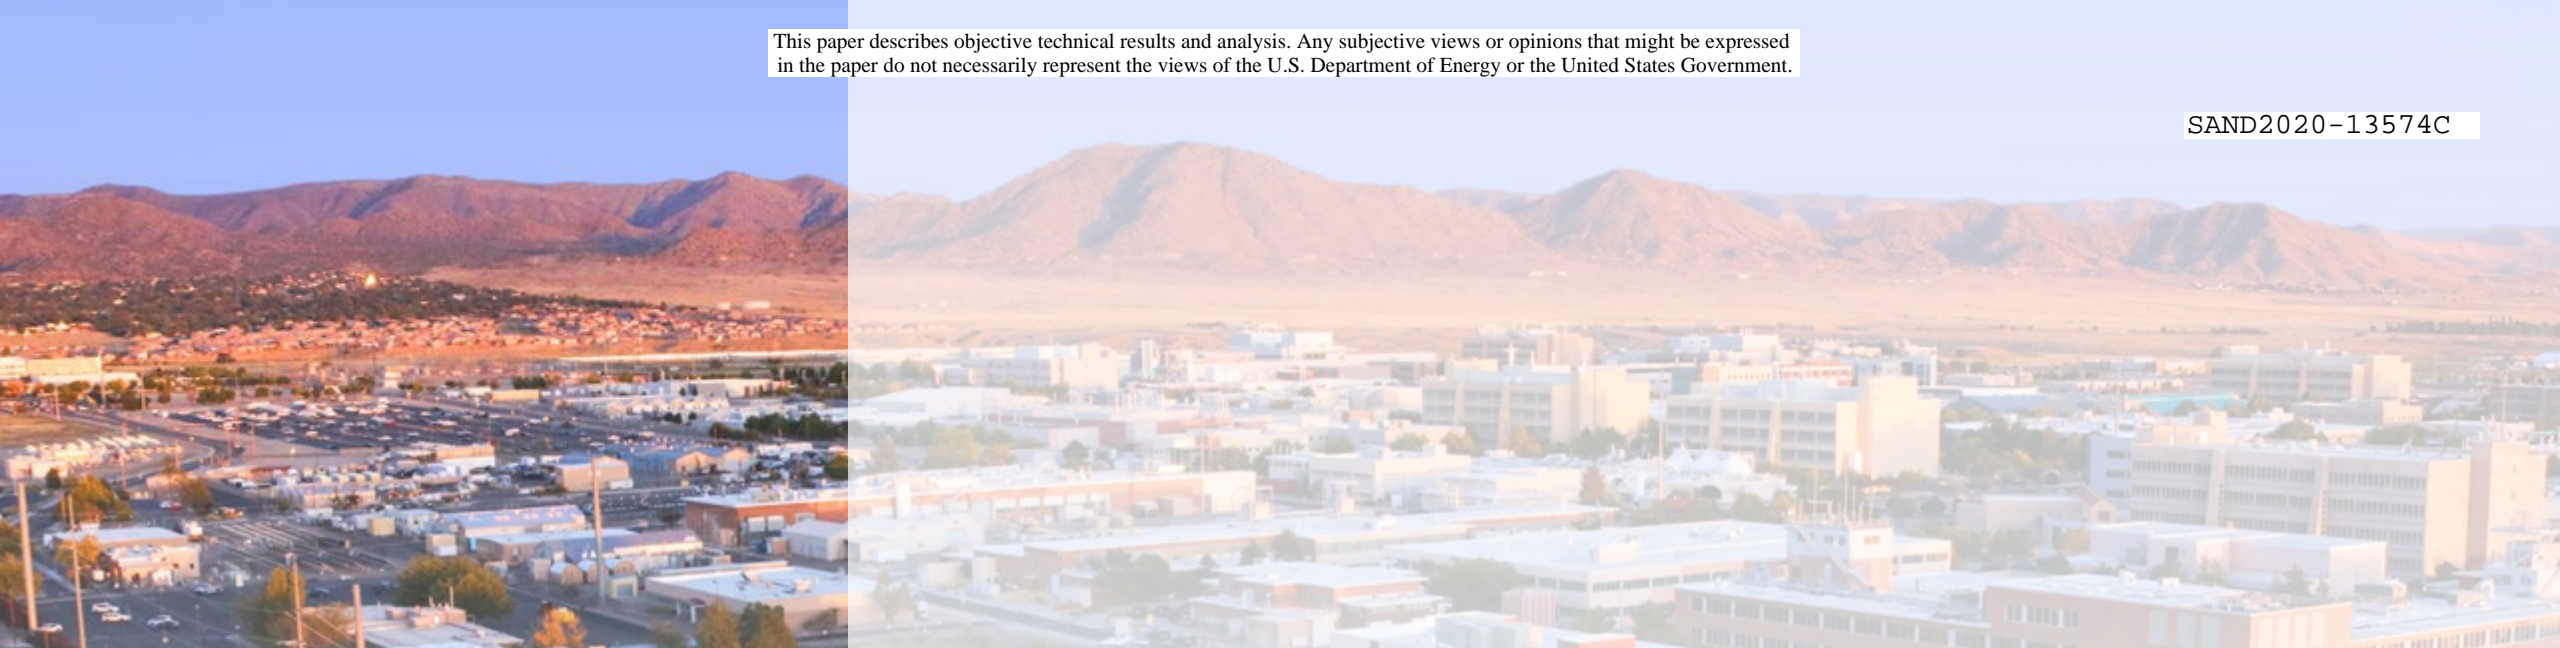 This paper describes objective technical results and analysis. Any subjective views or opinions that might be expressed
in the paper do not necessarily represent the views of the U.S. Department of Energy or the United States Government.
SAND2020-13574C